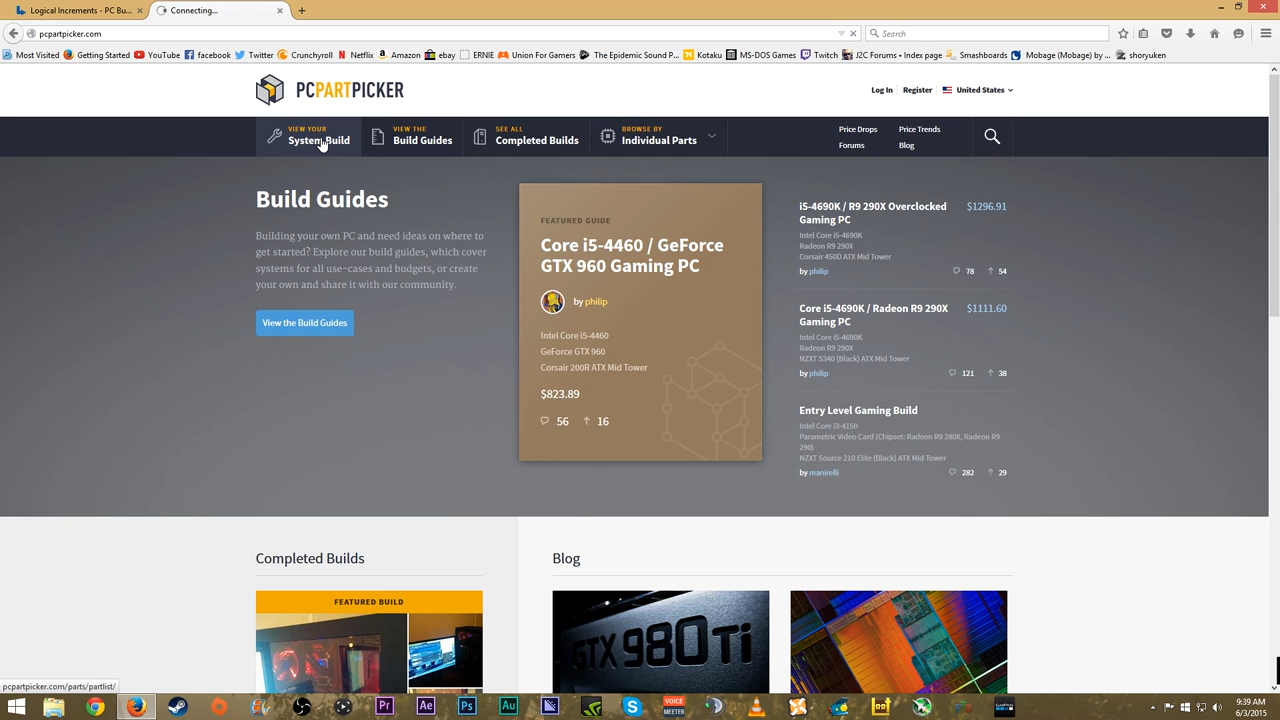 Logical Increments - PC Bu...
Connecting...
pcpartpicker.com
Search
Most Visited
Getting Started
YouTube
facebook
Twitter
Crunchyroll
Netflix
Amazon
ebay
ERNIE
Union For Gamers
The Epidemic Sound P...
Kotaku
MS-DOS Games
Twitch
J2C Forums • Index page
Smashboards
Mobage (Mobage) by ...
shoryuken
PCPARTPICKER
Log In
Register
United States
VIEW YOUR
System Build
VIEW THE
Build Guides
SEE ALL
Completed Builds
BROWSE BY
Individual Parts
Price Drops
Price Trends
Forums
Blog
Build Guides
Building your own PC and need ideas on where to
get started? Explore our build guides, which cover
systems for all use-cases and budgets, or create
your own and share it with our community.
View the Build Guides
FEATURED GUIDE
Core i5-4460 / GeForce
GTX 960 Gaming PC
by philip
Intel Core i5-4460
GeForce GTX 960
Corsair 200R ATX Mid Tower
$823.89
56
16
i5-4690K / R9 290X Overclocked
Gaming PC
$1296.91
Intel Core i5-4690K
Radeon R9 290X
Corsair 450D ATX Mid Tower
by philip
78
54
Core i5-4690K / Radeon R9 290X
Gaming PC
$1111.60
Intel Core i5-4690K
Radeon R9 290X
NZXT S340 (Black) ATX Mid Tower
by philip
121
38
Entry Level Gaming Build
Intel Core i3-4150
Parametric Video Card (Chipset: Radeon R9 280X, Radeon R9
290)
NZXT Source 210 Elite (Black) ATX Mid Tower
by manirelli
282
29
Completed Builds
FEATURED BUILD
Blog
GTX 980Ti
pcpartpicker.com/parts/partlist/
Pr
Ae
Ps
Au
VOICE
MEETER
GoPro
9:39 AM
6/3/2015